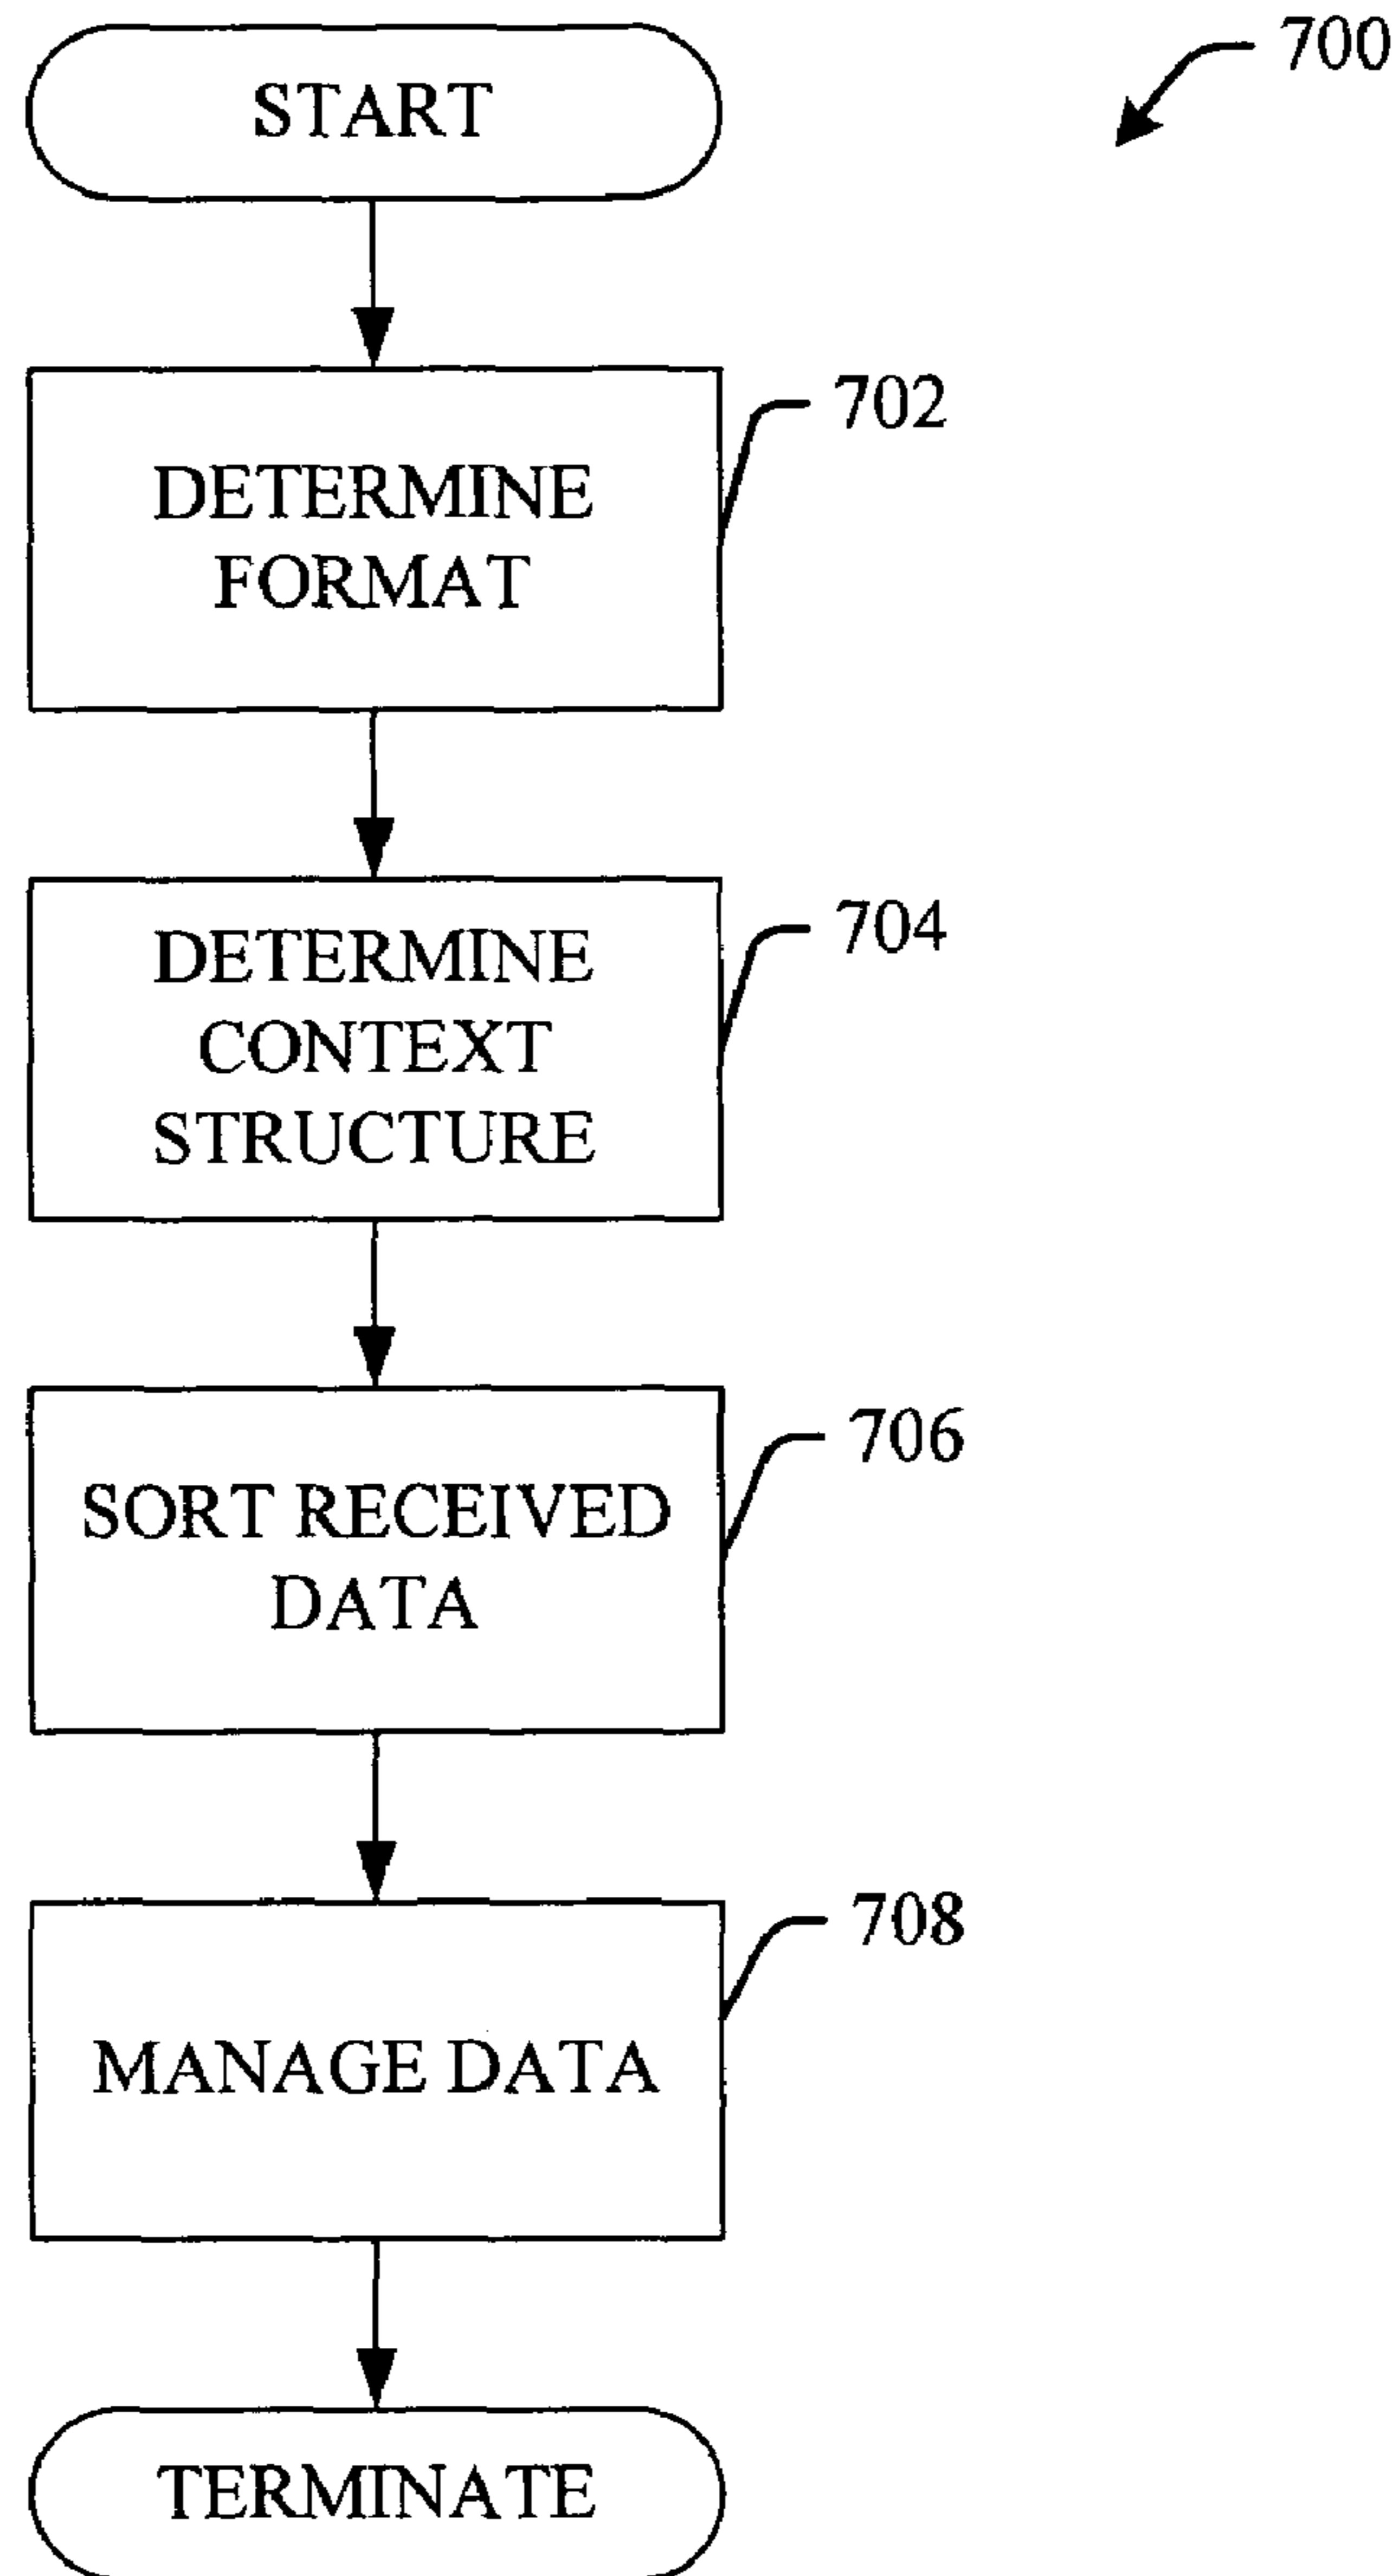 START
700
DETERMINE
FORMAT
702
DETERMINE
CONTEXT
STRUCTURE
704
SORT RECEIVED
DATA
706
MANAGE DATA
708
TERMINATE